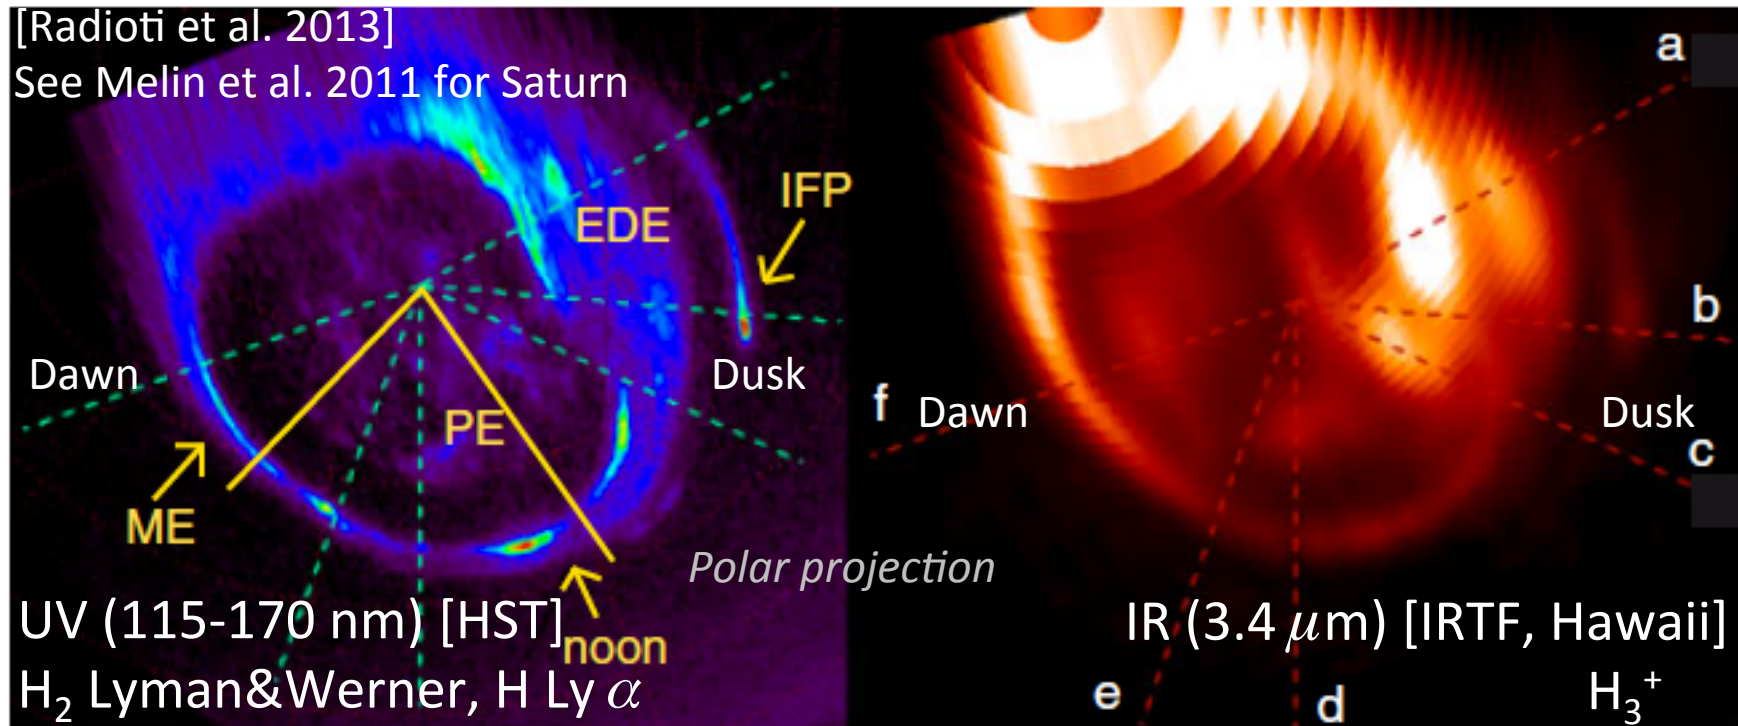 [Radioti et al. 2013]
See Melin et al. 2011 for Saturn
a
IFP
EDE
b
Dawn
Dusk
f
Dawn
Dusk
PE
c
ME
Polar projection
UV (115-170 nm) [HST]
IR (3.4 μm) [IRTF, Hawaii]
noon
H₂ Lyman&Werner, H Ly α
e
d
H₃⁺